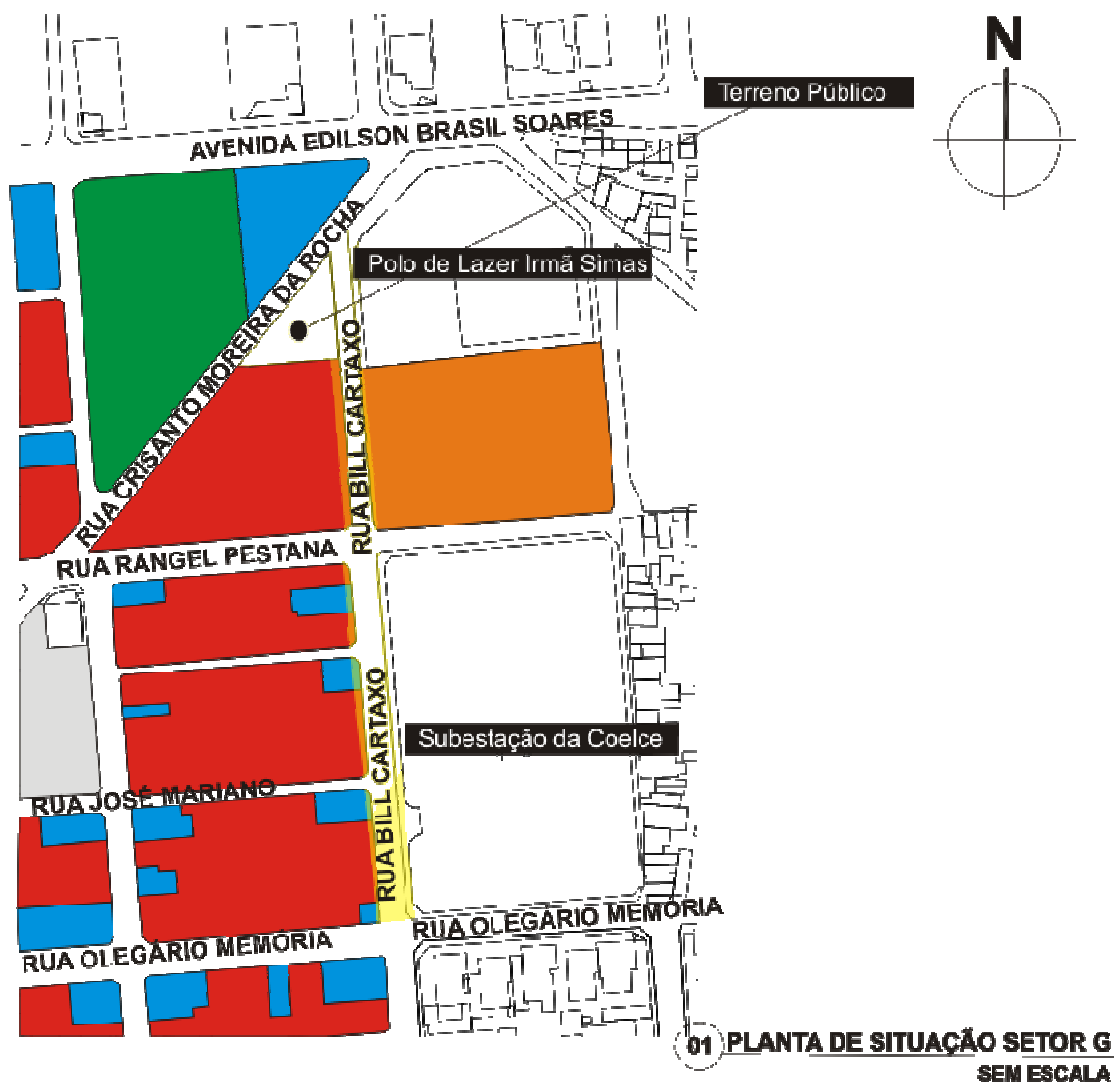 N
Terreno Público
AVENIDA EDILSON BRASIL SOARES
Polo de Lazer Irmã Simas
RUA CRISANTO MOREIRA DA ROCHA
RUA BILL CARTAXO
RUA RANGEL PESTANA
RUA BILL CARTAXO
Subestação da Coelce
RUA JOSÉ MARIANO
RUA OLEGÁRIO MEMÓRIA
RUA OLEGÁRIO MEMÓRIA
01 PLANTA DE SITUAÇÃO SETOR G
SEM ESCALA